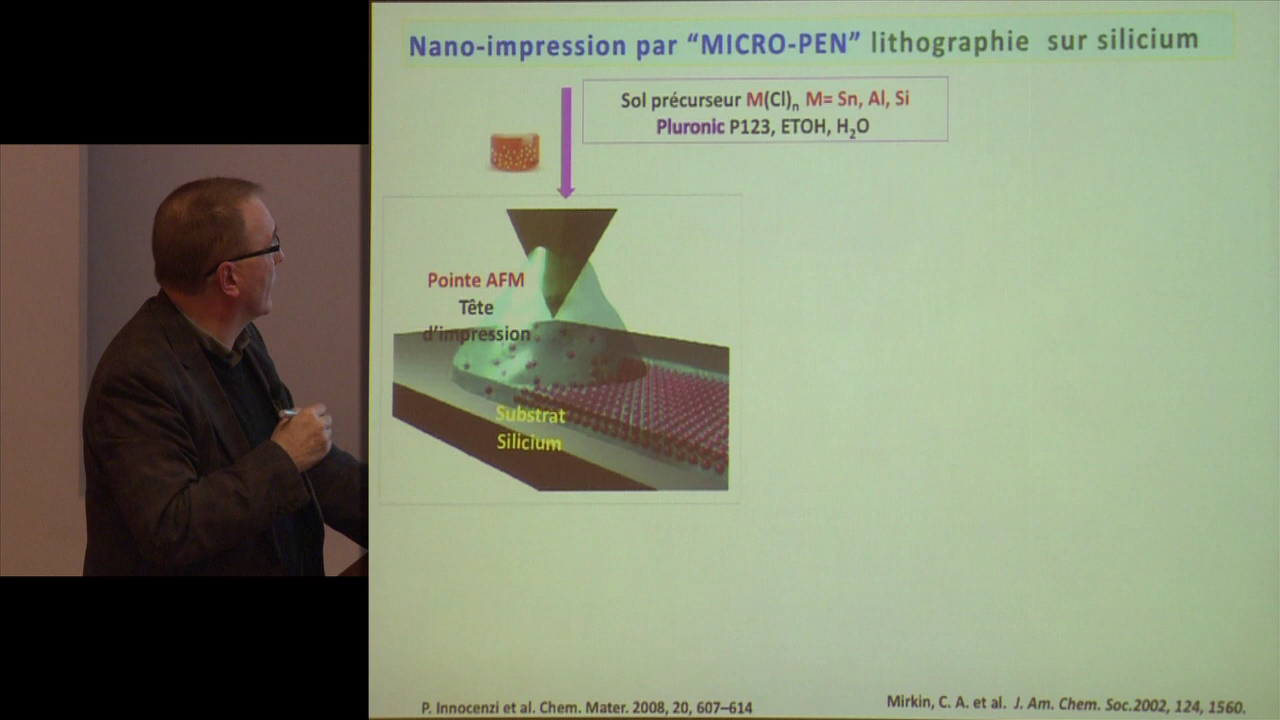 Nano-impression par “MICRO-PEN” lithographie sur silicium
Sol précurseur M(Cl)n M= Sn, Al, Si
Pluronic P123, ETOH, H2O
Pointe AFM
Tête
d’impression
Substrat
Silicium
P. Innocenzi et al. Chem. Mater. 2008, 20, 607–614
Mirkin, C. A. et al. J. Am. Chem. Soc.2002, 124, 1560.